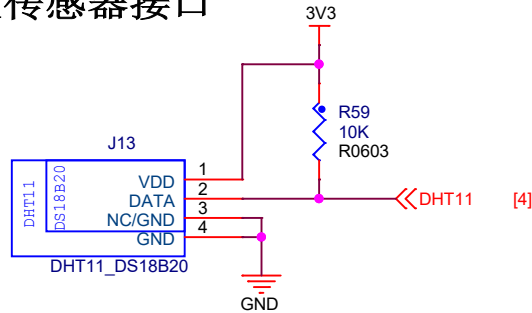 传感器接口
3V3
R59
10K
R0603
J13
DHT11
DS18B20
VDD 1
DATA 2
NC/GND 3
GND 4
DHT11 [4]
DHT11_DS18B20
GND